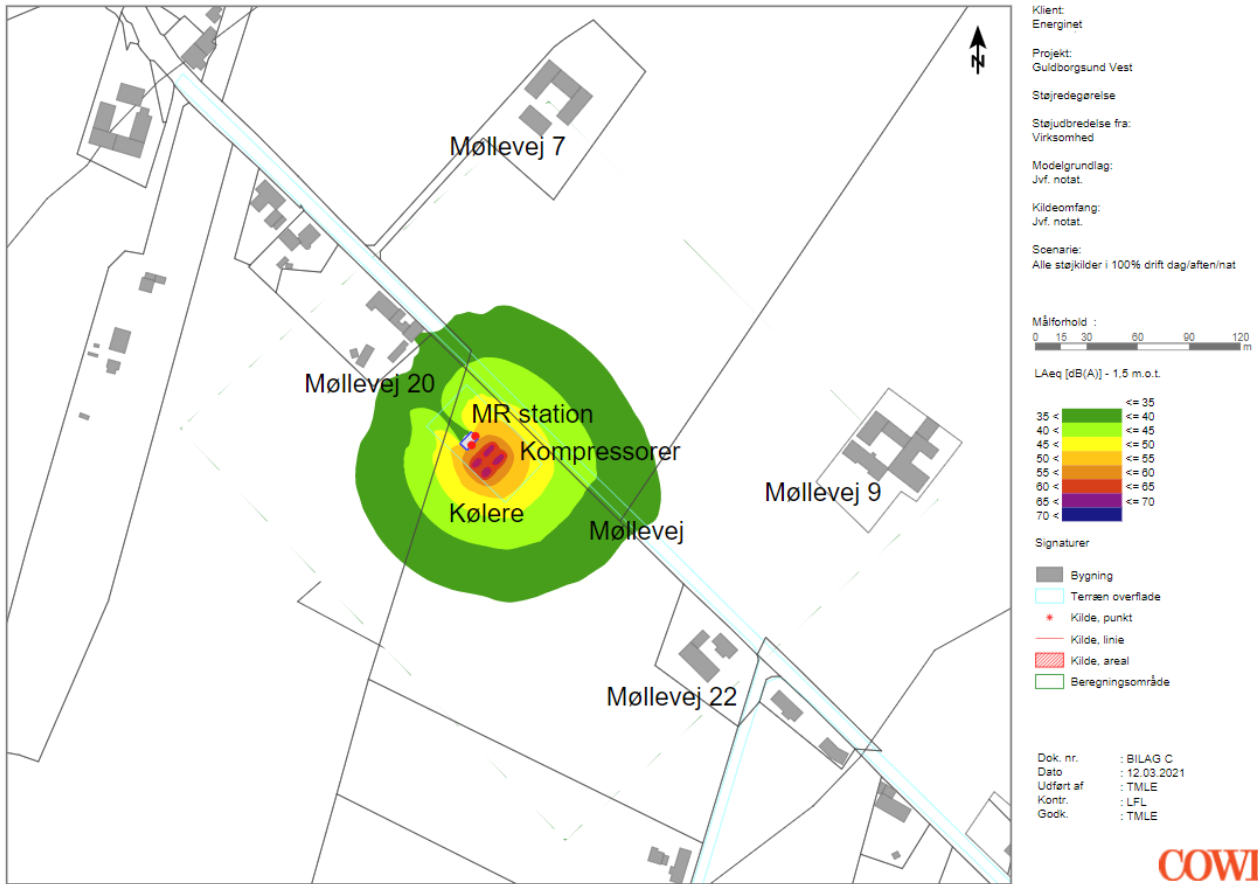 N
Møllevej 7
Møllevej 20
MR station
Kompressorer
Kølere
Møllevej
Møllevej 9
Møllevej 22
Klient:
Energinet
Projekt:
Guldborgsund Vest
Støjredegørelse
Støjudbredelse fra:
Virksomhed
Modelgrundlag:
Jvf. notat.
Kildeomfang:
Jvf. notat.
Scenarie:
Alle støjkilder i 100% drift dag/aften/nat
Målforhold :
0 15 30 60 90 120
m
LAeq [dB(A)] - 1,5 m.o.t.
<= 35
35 < <= 40
40 < <= 45
45 < <= 50
50 < <= 55
55 < <= 60
60 < <= 65
65 < <= 70
70 <
Signaturer
Bygning
Terræn overflade
Kilde, punkt
Kilde, linie
Kilde, areal
Beregningsområde
Dok. nr. : BILAG C
Dato : 12.03.2021
Udført af : TMLE
Kontr. : LFL
Godk. : TMLE
COWI